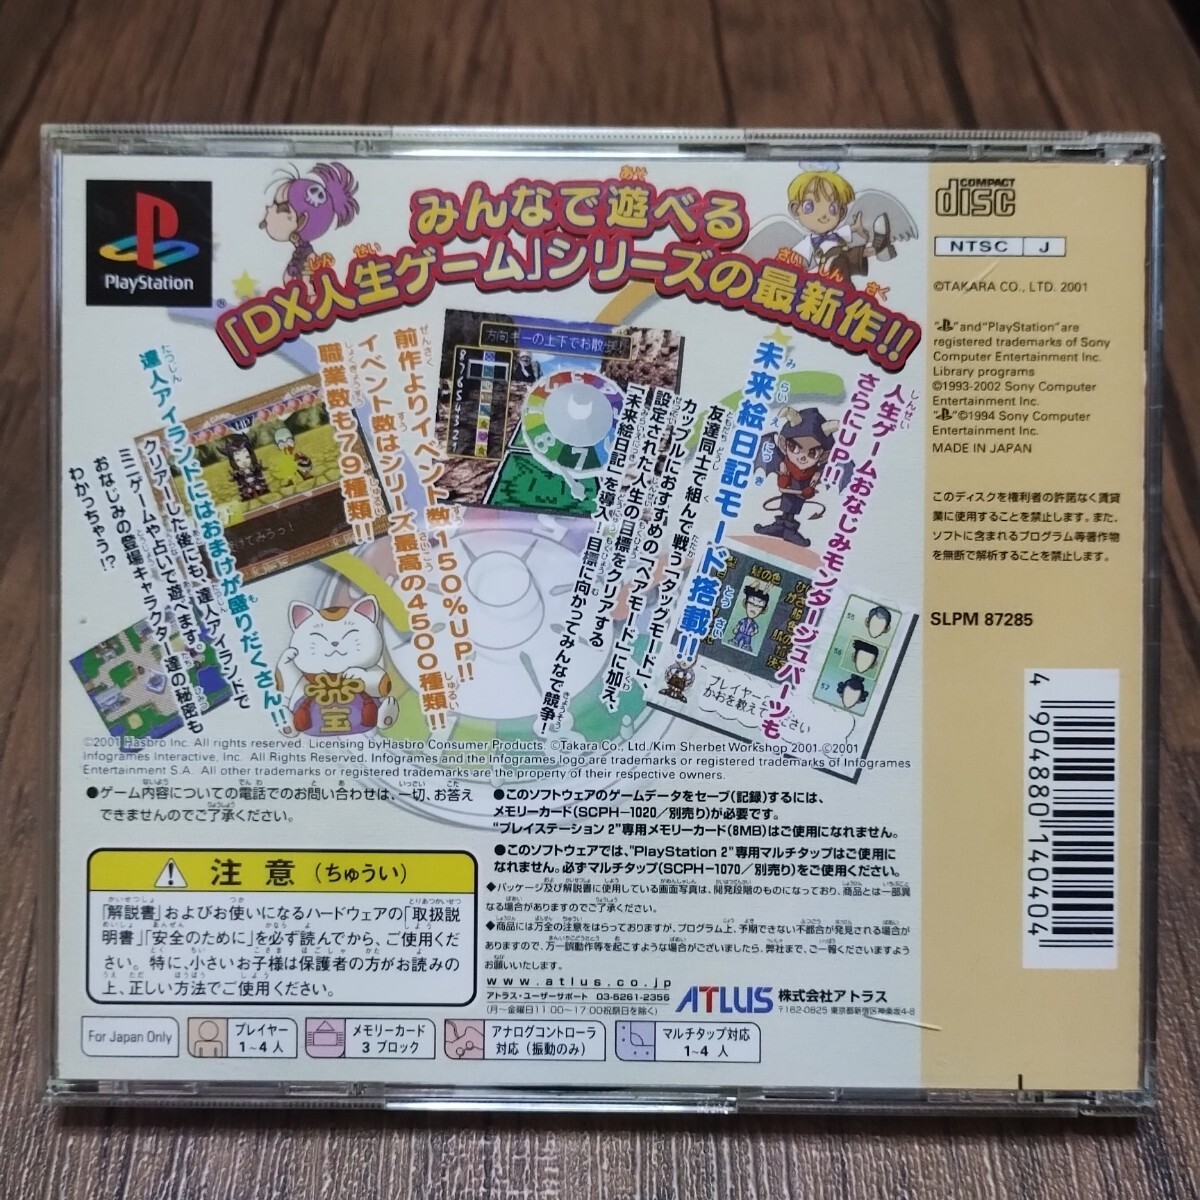 PlayStation
®
みんなで遊べる
「DX人生ゲーム」シリーズの最新作!!
人生ゲームおなじみモンタージュパーツも
さらにUP!!
未来絵日記モード搭載!!
友達同士で組んで戦う「タッグモード」、
カップルにおすすめの「ペアモード」に加え、
設定された人生の目標をクリアする
「未来絵日記」を導入!目標に向かってみんなで競争!
前作よりイベント数150%UP!!
イベント数はシリーズ最高の4500種類!!
職業数も79種類!!
達人アイランドにはおまけが盛りだくさん!!
クリアーした後にも、達人アイランドで
ミニゲームや占いで遊べます。
おなじみの登場キャラクター達の秘密も
わかっちゃう!?
方向キーの上下でお散歩!
プレイヤー
かおを教えてください
55
56
57
©2001 Hasbro Inc. All rights reserved. Licensing by Hasbro Consumer Products. ©Takara Co., Ltd./Kim Sherbet Workshop 2001-©2001
Infogrames Interactive, Inc. All Rights Reserved. Infogrames and the Infogrames logo are trademarks or registered trademarks of Infogrames
Entertainment S.A. All other trademarks or registered trademarks are the property of their respective owners.
●ゲーム内容についての電話でのお問い合わせは、一切、お答え
できませんのでご了承ください。
注意(ちゅうい)
「解説書」およびお使いになるハードウェアの「取扱説
明書」「安全のために」を必ず読んでから、ご使用くだ
さい。特に、小さいお子様は保護者の方がお読みの
上、正しい方法でご使用ください。
●このソフトウェアのゲームデータをセーブ(記録)するには、
メモリーカード(SCPH-1020/別売り)が必要です。
"プレイステーション 2"専用メモリーカード(8MB)はご使用になれません。
●このソフトウェアでは、"PlayStation 2"専用マルチタップはご使用に
なれません。必ずマルチタップ(SCPH-1070/別売り)をご使用ください。
◆パッケージ及び解説書に使用している画面写真は、開発段階のものになっており、商品とは一部異
なる場合がありますのでご了承ください。
◆商品には万全の注意をはらっておりますが、プログラム上、予期できない不都合が発見される場合が
ありますので、万一誤動作等を起こすような場合がございましたら、弊社まで、ご一報くださいますよう
お願いいたします。
www.atlus.co.jp
アトラス・ユーザーサポート 03-5261-2356
(月〜金曜日11:00〜17:00祝祭日を除く)
ATLUS 株式会社アトラス
〒162-0825 東京都新宿区神楽坂4-8
For Japan Only
プレイヤー
1〜4 人
メモリーカード
3 ブロック
アナログコントローラ
対応(振動のみ)
マルチタップ対応
1〜4 人
COMPACT
disc
NTSC J
©TAKARA CO., LTD. 2001
"PS"and"PlayStation"are
registered trademarks of Sony
Computer Entertainment Inc.
Library programs
©1993-2002 Sony Computer
Entertainment Inc.
"PS"©1994 Sony Computer
Entertainment Inc.
MADE IN JAPAN
このディスクを権利者の許諾なく賃貸
業に使用することを禁止します。また、
ソフトに含まれるプログラム等著作物
を無断で解析することを禁止します。
SLPM 87285
4 904880 140404